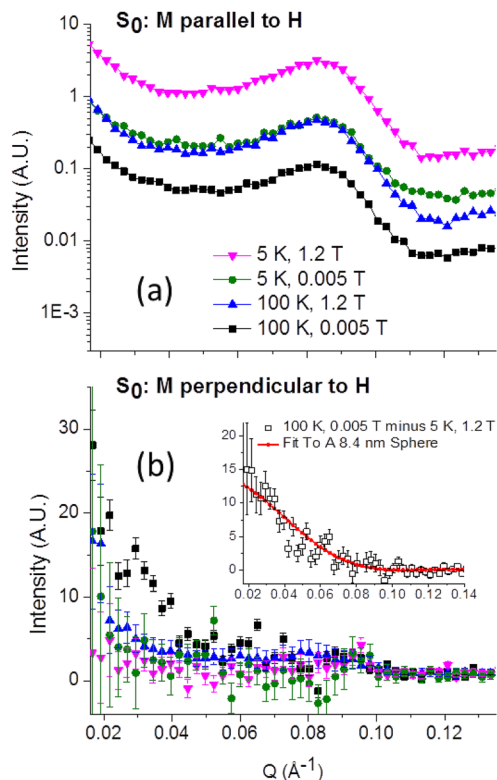 S₀: M parallel to H
10
1
0.1
0.01
1E-3
Intensity (A.U.)
5 K, 1.2 T
5 K, 0.005 T
100 K, 1.2 T
100 K, 0.005 T
(a)
S₀: M perpendicular to H
30
20
10
0
Intensity (A.U.)
(b)
100 K, 0.005 T minus 5 K, 1.2 T
Fit To A 8.4 nm Sphere
20
15
10
5
0
0.02 0.04 0.06 0.08 0.10 0.12 0.14
0.02 0.04 0.06 0.08 0.10 0.12
Q (Å⁻¹)